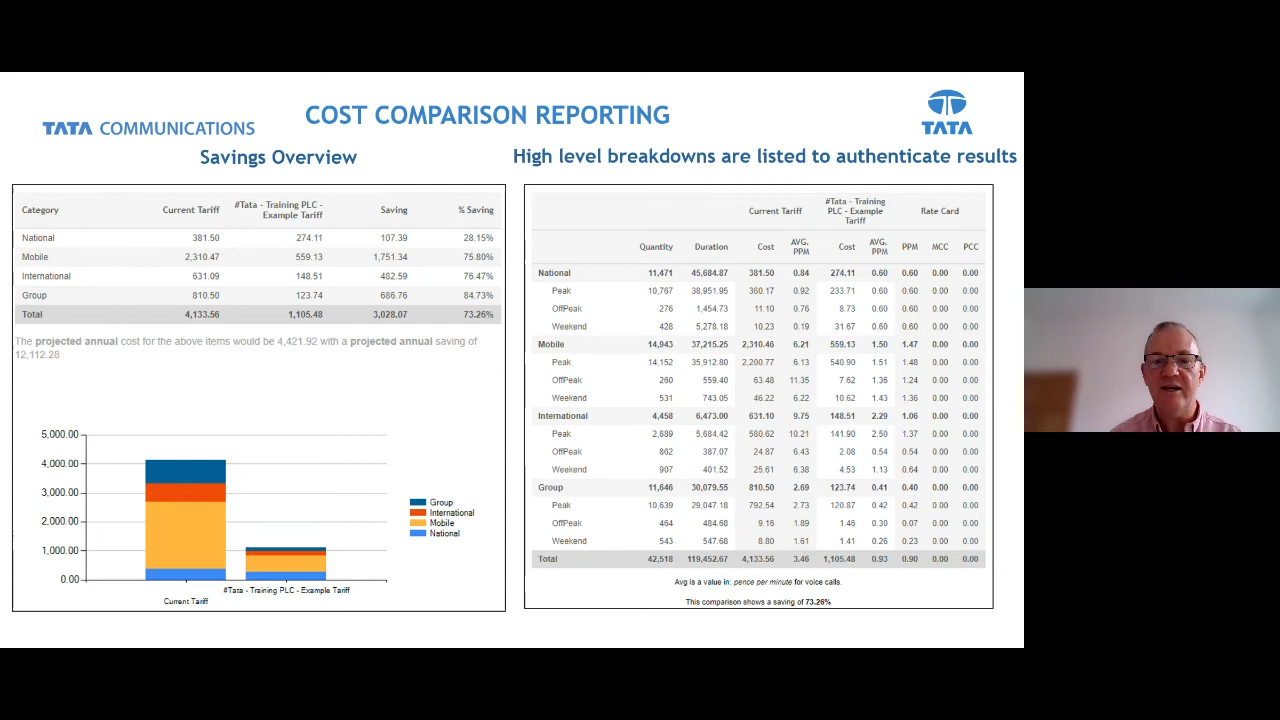 COST COMPARISON REPORTING
TATA COMMUNICATIONS
TATA
Savings Overview
High level breakdowns are listed to authenticate results
Category Current Tariff #Tata - Training PLC - Example Tariff Saving % Saving
National 381.50 274.11 107.39 28.15%
Mobile 2,310.47 559.13 1,751.34 75.80%
International 631.09 148.51 482.59 76.47%
Group 810.50 123.74 686.76 84.73%
Total 4,133.56 1,105.48 3,028.07 73.26%
The projected annual cost for the above items would be 4,421.92 with a projected annual saving of
12,112.28
5,000.00
4,000.00
3,000.00
2,000.00
1,000.00
0.00
#Tata - Training PLC - Example Tariff
Current Tariff
Group
International
Mobile
National
Current Tariff #Tata - Training PLC - Example Tariff Rate Card
Quantity Duration Cost AVG. PPM Cost AVG. PPM PPM MCC PCC
National 11,471 45,684.87 381.50 0.84 274.11 0.60 0.60 0.00 0.00
Peak 10,767 38,951.95 360.17 0.92 233.71 0.60 0.60 0.00 0.00
OffPeak 276 1,454.73 11.10 0.76 8.73 0.60 0.60 0.00 0.00
Weekend 428 5,278.18 10.23 0.19 31.67 0.60 0.60 0.00 0.00
Mobile 14,943 37,215.25 2,310.46 6.21 559.13 1.50 1.47 0.00 0.00
Peak 14,152 35,912.80 2,200.77 6.13 540.90 1.51 1.48 0.00 0.00
OffPeak 260 559.40 63.48 11.35 7.62 1.36 1.24 0.00 0.00
Weekend 531 743.05 46.22 6.22 10.62 1.43 1.36 0.00 0.00
International 4,458 6,473.00 631.10 9.75 148.51 2.29 1.06 0.00 0.00
Peak 2,689 5,684.42 580.62 10.21 141.90 2.50 1.37 0.00 0.00
OffPeak 862 387.07 24.87 6.43 2.08 0.54 0.54 0.00 0.00
Weekend 907 401.52 25.61 6.38 4.53 1.13 0.64 0.00 0.00
Group 11,646 30,079.55 810.50 2.69 123.74 0.41 0.40 0.00 0.00
Peak 10,639 29,047.18 792.54 2.73 120.87 0.42 0.42 0.00 0.00
OffPeak 464 484.68 9.16 1.89 1.46 0.30 0.07 0.00 0.00
Weekend 543 547.68 8.80 1.61 1.41 0.26 0.23 0.00 0.00
Total 42,518 119,452.67 4,133.56 3.46 1,105.48 0.93 0.90 0.00 0.00
Avg is a value in: pence per minute for voice calls.
This comparison shows a saving of 73.26%